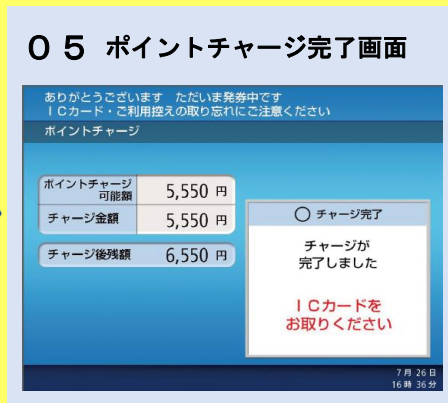 ０５ ポイントチャージ完了画面
ありがとうございます ただいま発券中です
ＩＣカード・ご利用控えの取り忘れにご注意ください
ポイントチャージ
ポイントチャージ
可能額 5,550 円
チャージ金額 5,550 円
チャージ後残額 6,550 円
○ チャージ完了
チャージが
完了しました
ＩＣカードを
お取りください
7月 26日
16時 36分